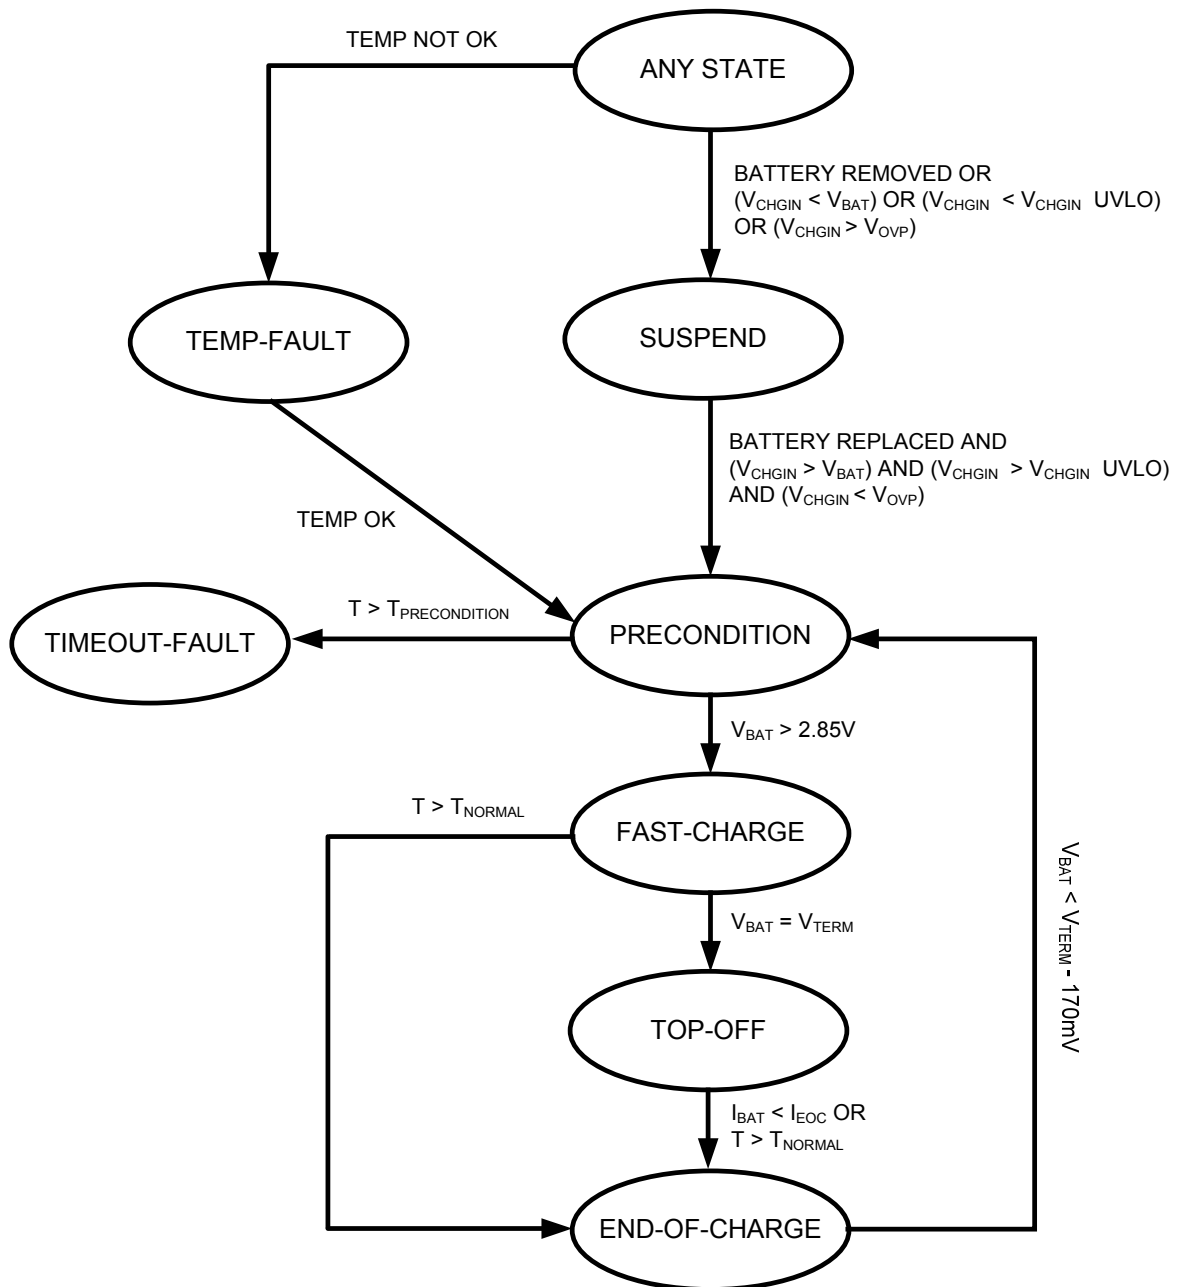 TEMP NOT OK
ANY STATE
BATTERY REMOVED OR
(VCHGIN < VBAT) OR (VCHGIN < VCHGIN UVLO)
OR (VCHGIN > VOVP)
TEMP-FAULT
SUSPEND
BATTERY REPLACED AND
(VCHGIN > VBAT) AND (VCHGIN > VCHGIN UVLO)
AND (VCHGIN < VOVP)
TEMP OK
T > TPRECONDITION
TIMEOUT-FAULT
PRECONDITION
VBAT > 2.85V
T > TNORMAL
FAST-CHARGE
VBAT < VTERM - 170mV
VBAT = VTERM
TOP-OFF
IBAT < IEOC OR
T > TNORMAL
END-OF-CHARGE